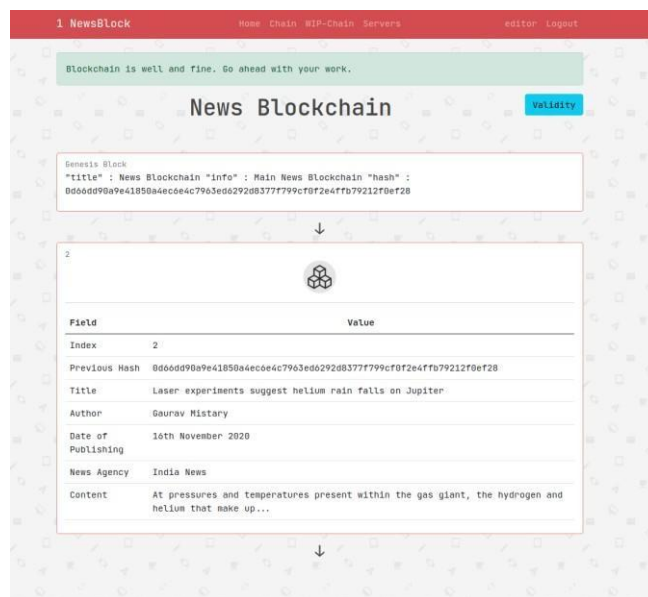 1 NewsBlock Home Chain WIP-Chain Servers editor Logout
Blockchain is well and fine. Go ahead with your work.
News Blockchain
Validity
Genesis Block
"title" : News Blockchain "info" : Main News Blockchain "hash" :
0d66dd90a9e41850a4ec6e4c7963ed6292d8377f799cf0f2e4ffb79212f0ef28
2
Field Value
Index 2
Previous Hash 0d66dd90a9e41850a4ec6e4c7963ed6292d8377f799cf0f2e4ffb79212f0ef28
Title Laser experiments suggest helium rain falls on Jupiter
Author Gaurav Mistary
Date of 16th November 2020
Publishing
News Agency India News
Content At pressures and temperatures present within the gas giant, the hydrogen and
helium that make up...